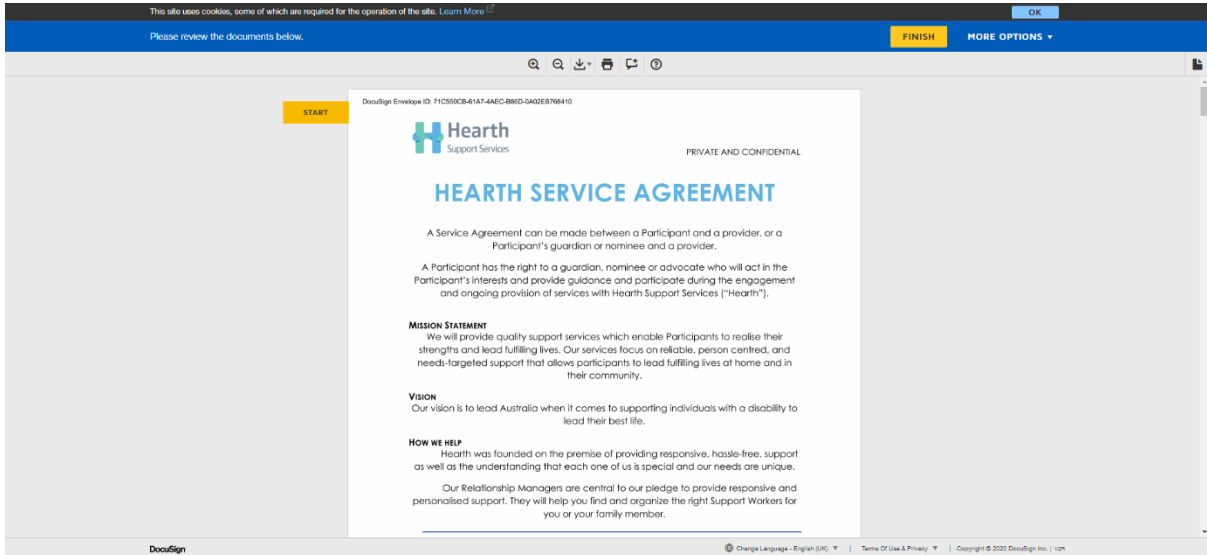 This site uses cookies, some of which are required for the operation of the site. Learn More
OK
Please review the documents below.
FINISH
MORE OPTIONS
START
DocuSign Envelope ID: 71C550CB-61A7-4AEC-B86D-0A02EB768410
Hearth
Support Services
PRIVATE AND CONFIDENTIAL
HEARTH SERVICE AGREEMENT
A Service Agreement can be made between a Participant and a provider, or a
Participant's guardian or nominee and a provider.
A Participant has the right to a guardian, nominee or advocate who will act in the
Participant's interests and provide guidance and participate during the engagement
and ongoing provision of services with Hearth Support Services ("Hearth").
MISSION STATEMENT
We will provide quality support services which enable Participants to realise their
strengths and lead fulfilling lives. Our services focus on reliable, person centred, and
needs-targeted support that allows participants to lead fulfilling lives at home and in
their community.
VISION
Our vision is to lead Australia when it comes to supporting individuals with a disability to
lead their best life.
HOW WE HELP
Hearth was founded on the premise of providing responsive, hassle-free, support
as well as the understanding that each one of us is special and our needs are unique.
Our Relationship Managers are central to our pledge to provide responsive and
personalised support. They will help you find and organize the right Support Workers for
you or your family member.
DocuSign
Change Language - English (UK) | Terms Of Use & Privacy | Copyright © 2020 DocuSign Inc. | V2R